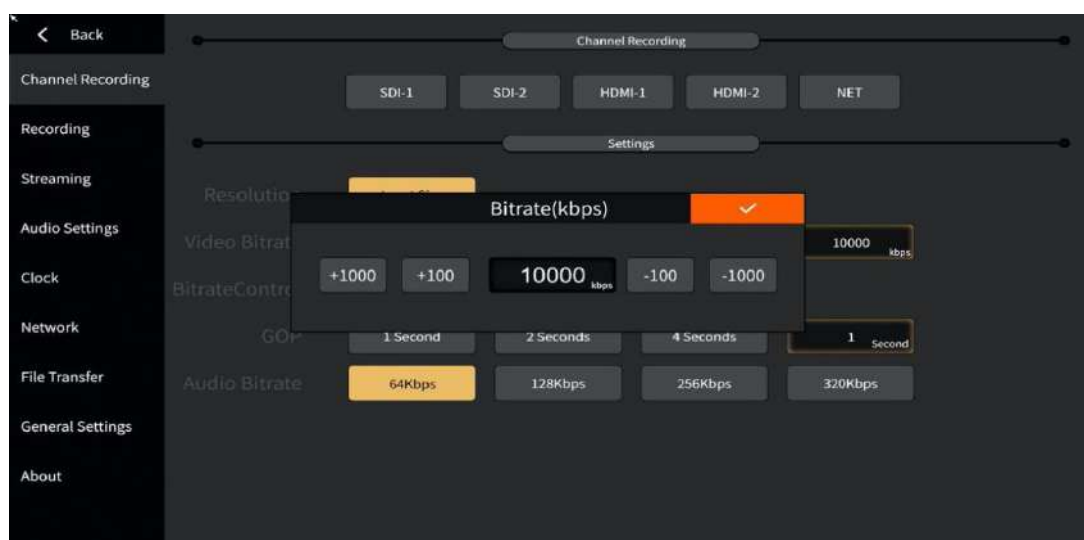 Back
Channel Recording
Channel Recording
SDI-1 SDI-2 HDMI-1 HDMI-2 NET
Recording
Settings
Streaming
Bitrate(kbps)
Audio Settings
10000 kbps
Clock
+1000 +100 10000 kbps -100 -1000
Network
GOP 1 Second 2 Seconds 4 Seconds 1 Second
File Transfer
Audio Bitrate 64Kbps 128Kbps 256Kbps 320Kbps
General Settings
About